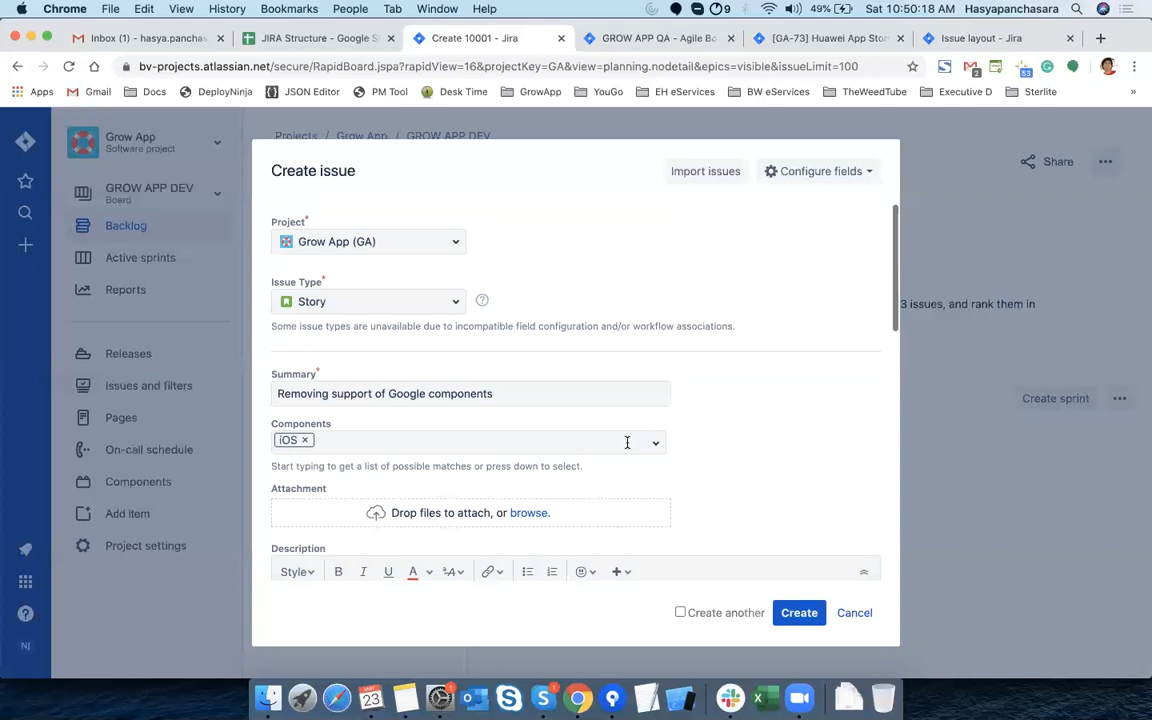 Chrome File Edit View History Bookmarks People Tab Window Help 9 49% Sat 10:50:18 AM Hasyapanchasara
Inbox (1) - hasya.panchas × JIRA Structure - Google S × Create 10001 - Jira × GROW APP QA - Agile Bo × [GA-73] Huawei App Stor × Issue layout - Jira × +
bv-projects.atlassian.net/secure/RapidBoard.jspa?rapidView=16&projectKey=GA&view=planning.nodetail&epics=visible&issueLimit=100 2 53
Apps Gmail Docs DeployNinja JSON Editor PM Tool Desk Time GrowApp YouGo EH eServices BW eServices TheWeedTube Executive D Sterlite »
Grow App
Software project
Projects / Grow App / GROW APP DEV
Share
GROW APP DEV
Board
Backlog
Active sprints
Reports
Releases
Issues and filters
Pages
On-call schedule
Components
Add item
Project settings
NJ
3 issues, and rank them in
Create sprint
Create issue
Import issues
Configure fields
Project*
Grow App (GA)
Issue Type*
Story
?
Some issue types are unavailable due to incompatible field configuration and/or workflow associations.
Summary*
Removing support of Google components
Components
iOS ×
Start typing to get a list of possible matches or press down to select.
Attachment
Drop files to attach, or browse.
Description
Style B I U A
Create another Create Cancel
MAY 23 1 1